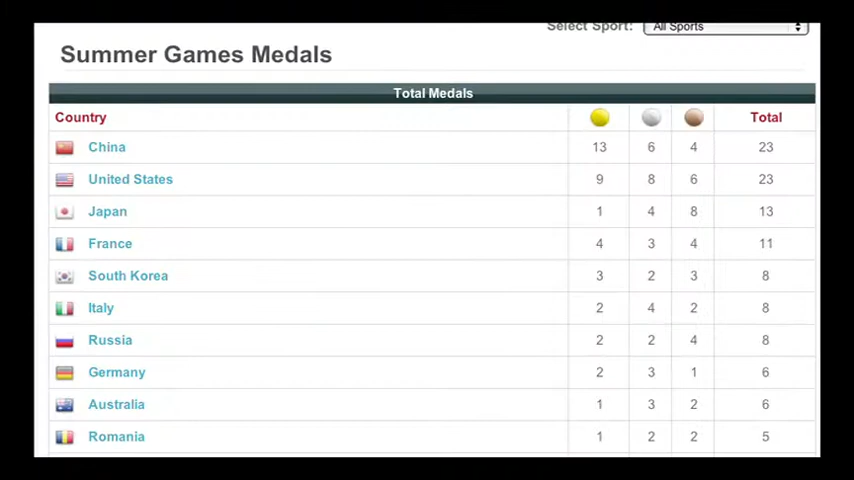 Select Sport: All Sports
Summer Games Medals
Total Medals
Country Total
China 13 6 4 23
United States 9 8 6 23
Japan 1 4 8 13
France 4 3 4 11
South Korea 3 2 3 8
Italy 2 4 2 8
Russia 2 2 4 8
Germany 2 3 1 6
Australia 1 3 2 6
Romania 1 2 2 5